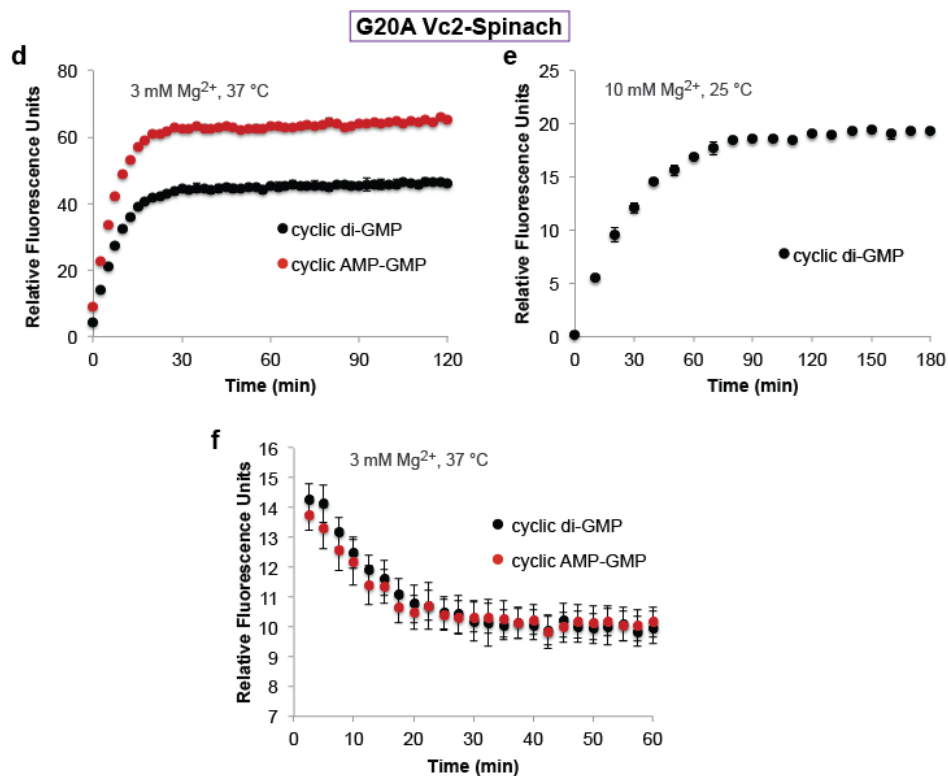 G20A Vc2-Spinach
d
3 mM Mg²⁺, 37 °C
Relative Fluorescence Units
80
60
40
20
0
cyclic di-GMP
cyclic AMP-GMP
0 30 60 90 120
Time (min)
e
10 mM Mg²⁺, 25 °C
Relative Fluorescence Units
25
20
15
10
5
0
cyclic di-GMP
0 30 60 90 120 150 180
Time (min)
f
3 mM Mg²⁺, 37 °C
Relative Fluorescence Units
16
15
14
13
12
11
10
9
8
7
cyclic di-GMP
cyclic AMP-GMP
0 10 20 30 40 50 60
Time (min)